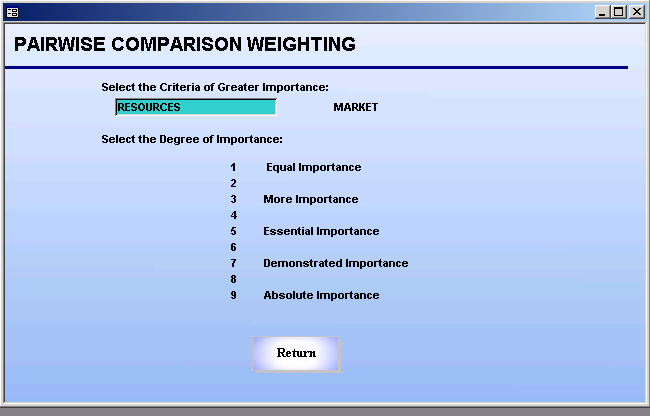 PAIRWISE COMPARISON WEIGHTING
Select the Criteria of Greater Importance:
RESOURCES MARKET
Select the Degree of Importance:
1 Equal Importance
2
3 More Importance
4
5 Essential Importance
6
7 Demonstrated Importance
8
9 Absolute Importance
Return